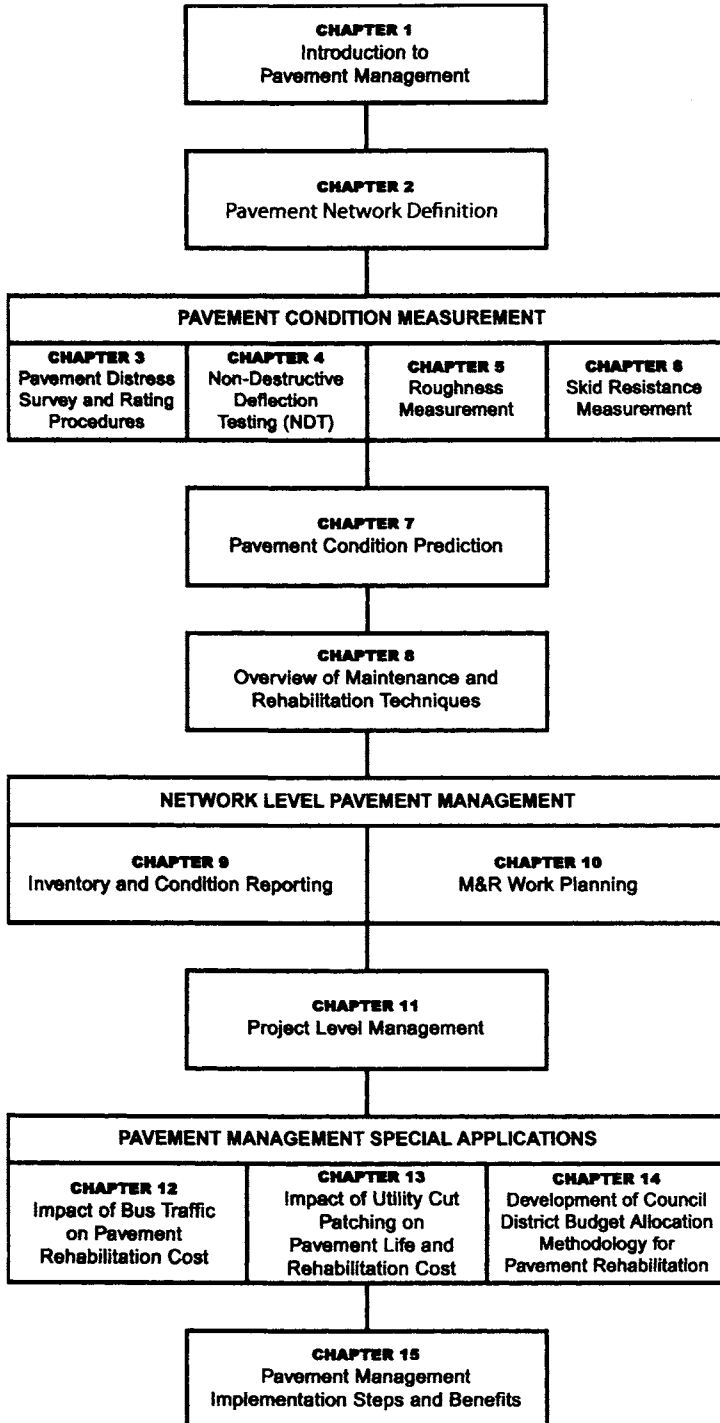 CHAPTER 1
Introduction to
Pavement Management
CHAPTER 2
Pavement Network Definition
PAVEMENT CONDITION MEASUREMENT
CHAPTER 3
Pavement Distress
Survey and Rating
Procedures
CHAPTER 4
Non-Destructive
Deflection
Testing (NDT)
CHAPTER 5
Roughness
Measurement
CHAPTER 6
Skid Resistance
Measurement
CHAPTER 7
Pavement Condition Prediction
CHAPTER 8
Overview of Maintenance and
Rehabilitation Techniques
NETWORK LEVEL PAVEMENT MANAGEMENT
CHAPTER 9
Inventory and Condition Reporting
CHAPTER 10
M&R Work Planning
CHAPTER 11
Project Level Management
PAVEMENT MANAGEMENT SPECIAL APPLICATIONS
CHAPTER 12
Impact of Bus Traffic
on Pavement
Rehabilitation Cost
CHAPTER 13
Impact of Utility Cut
Patching on
Pavement Life and
Rehabilitation Cost
CHAPTER 14
Development of Council
District Budget Allocation
Methodology for
Pavement Rehabilitation
CHAPTER 15
Pavement Management
Implementation Steps and Benefits